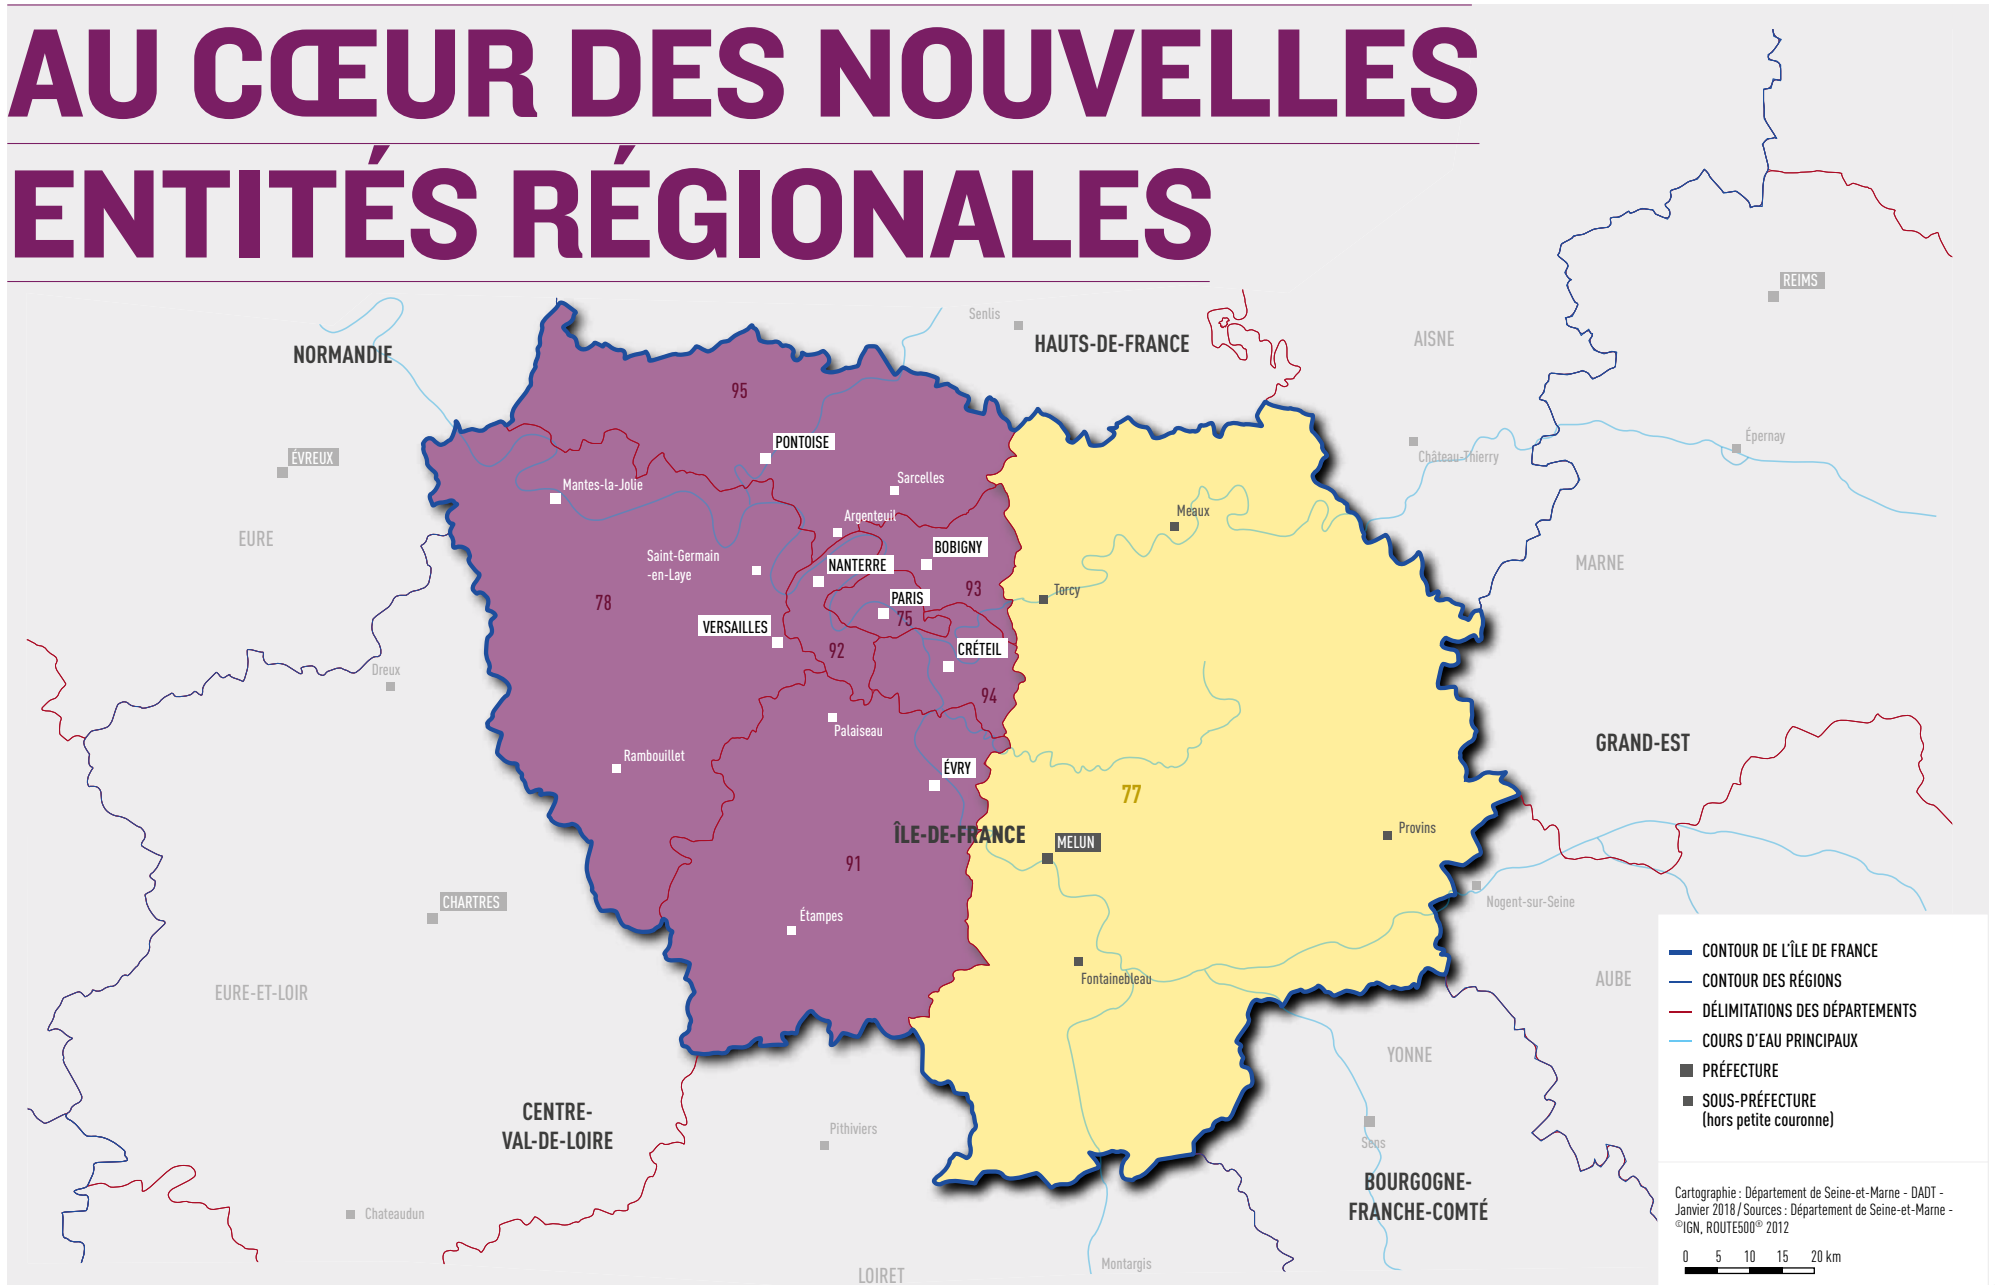 AU CŒUR DES NOUVELLES
ENTITÉS RÉGIONALES
REIMS
Senlis
HAUTS-DE-FRANCE
AISNE
NORMANDIE
95
PONTOISE
Épernay
ÉVREUX
Château-Thierry
Mantes-la-Jolie
Sarcelles
Meaux
Argenteuil
EURE
BOBIGNY
Saint-Germain
-en-Laye
NANTERRE
MARNE
93
Torcy
78
PARIS
75
VERSAILLES
92
CRÉTEIL
Dreux
94
Palaiseau
GRAND-EST
Rambouillet
ÉVRY
77
ÎLE-DE-FRANCE
MELUN
Provins
91
CHARTRES
Étampes
Nogent-sur-Seine
Fontainebleau
AUBE
EURE-ET-LOIR
YONNE
CENTRE-
VAL-DE-LOIRE
Pithiviers
Sens
BOURGOGNE-
FRANCHE-COMTÉ
Chateaudun
Montargis
LOIRET
CONTOUR DE L'ÎLE DE FRANCE
CONTOUR DES RÉGIONS
DÉLIMITATIONS DES DÉPARTEMENTS
COURS D'EAU PRINCIPAUX
PRÉFECTURE
SOUS-PRÉFECTURE
(hors petite couronne)
Cartographie : Département de Seine-et-Marne - DADT -
Janvier 2018 / Sources : Département de Seine-et-Marne -
©IGN, ROUTE500® 2012
0 5 10 15 20 km